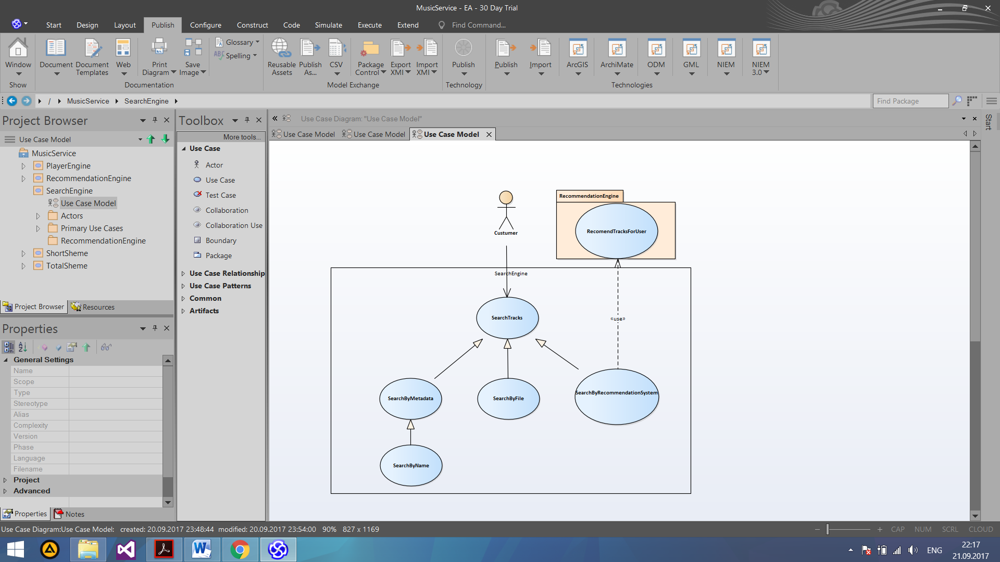 MusicService - EA - 30 Day Trial
Start Design Layout Publish Configure Construct Code Simulate Execute Extend Find Command...
Window
Show
Document
Document Templates
Web
Print Diagram
Save Image
Glossary
ABC Spelling
Documentation
Reusable Assets
Publish As...
CSV
Package Control
Export XMI
Import XMI
Model Exchange
Publish
Technology
Publish
Import
ArcGIS
ArchiMate
ODM
GML
NIEM
NIEM 3.0
Technologies
/ MusicService SearchEngine
Find Package
Project Browser
Use Case Model
MusicService
PlayerEngine
RecommendationEngine
SearchEngine
Use Case Model
Actors
Primary Use Cases
RecommendationEngine
ShortSheme
TotalSheme
Project Browser Resources
Properties
General Settings
Name
Scope
Type
Stereotype
Alias
Complexity
Version
Phase
Language
Filename
Project
Advanced
Properties Notes
Toolbox
More tools...
Use Case
Actor
Use Case
Test Case
Collaboration
Collaboration Use
Boundary
Package
Use Case Relationship
Use Case Patterns
Common
Artifacts
Use Case Diagram: "Use Case Model"
Use Case Model Use Case Model Use Case Model
Start
Custumer
RecommendationEngine
RecomendTracksForUser
SearchEngine
SearchTracks
«use»
SearchByMetadata
SearchByFile
SearchByRecommendationSystem
SearchByName
Use Case Diagram:Use Case Model: created: 20.09.2017 23:48:44 modified: 20.09.2017 23:54:00 90% 827 x 1169
CAP NUM SCRL CLOUD
ENG
22:17
21.09.2017